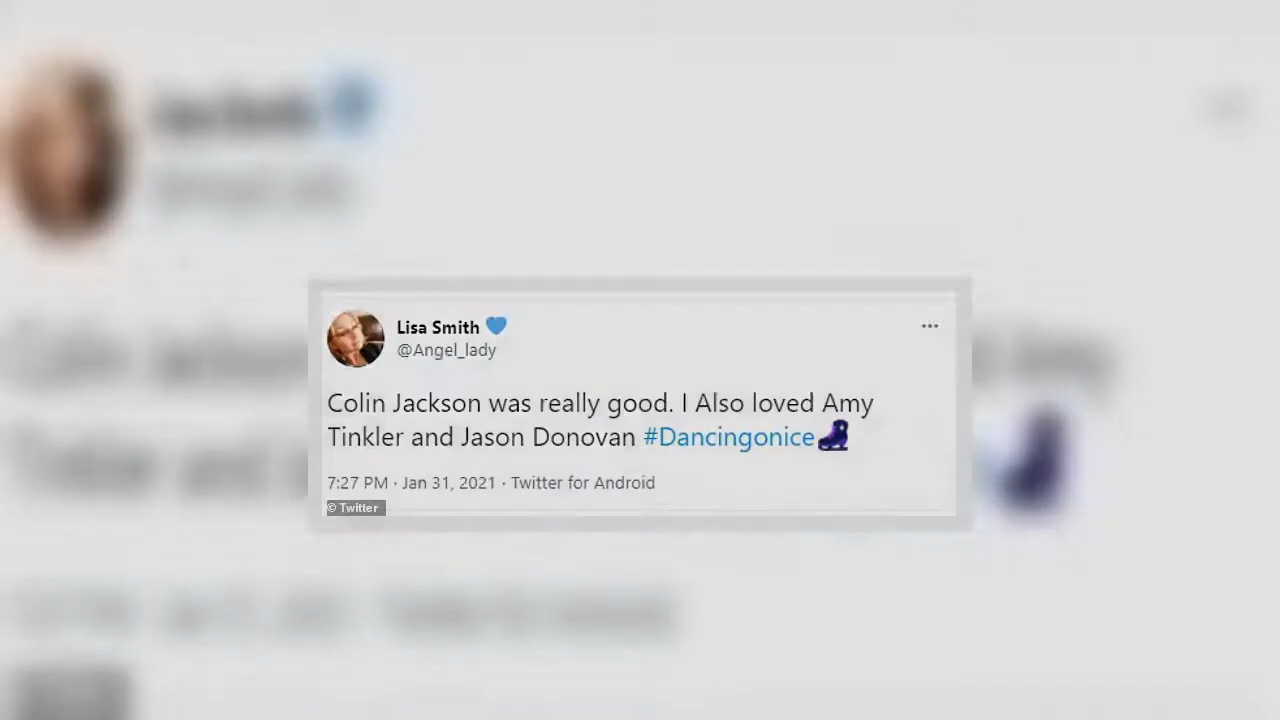 Lisa Smith 💙
@Angel_lady
Colin Jackson was really good. I Also loved Amy
Tinkler and Jason Donovan #Dancingonice⛸
7:27 PM · Jan 31, 2021 · Twitter for Android
© Twitter